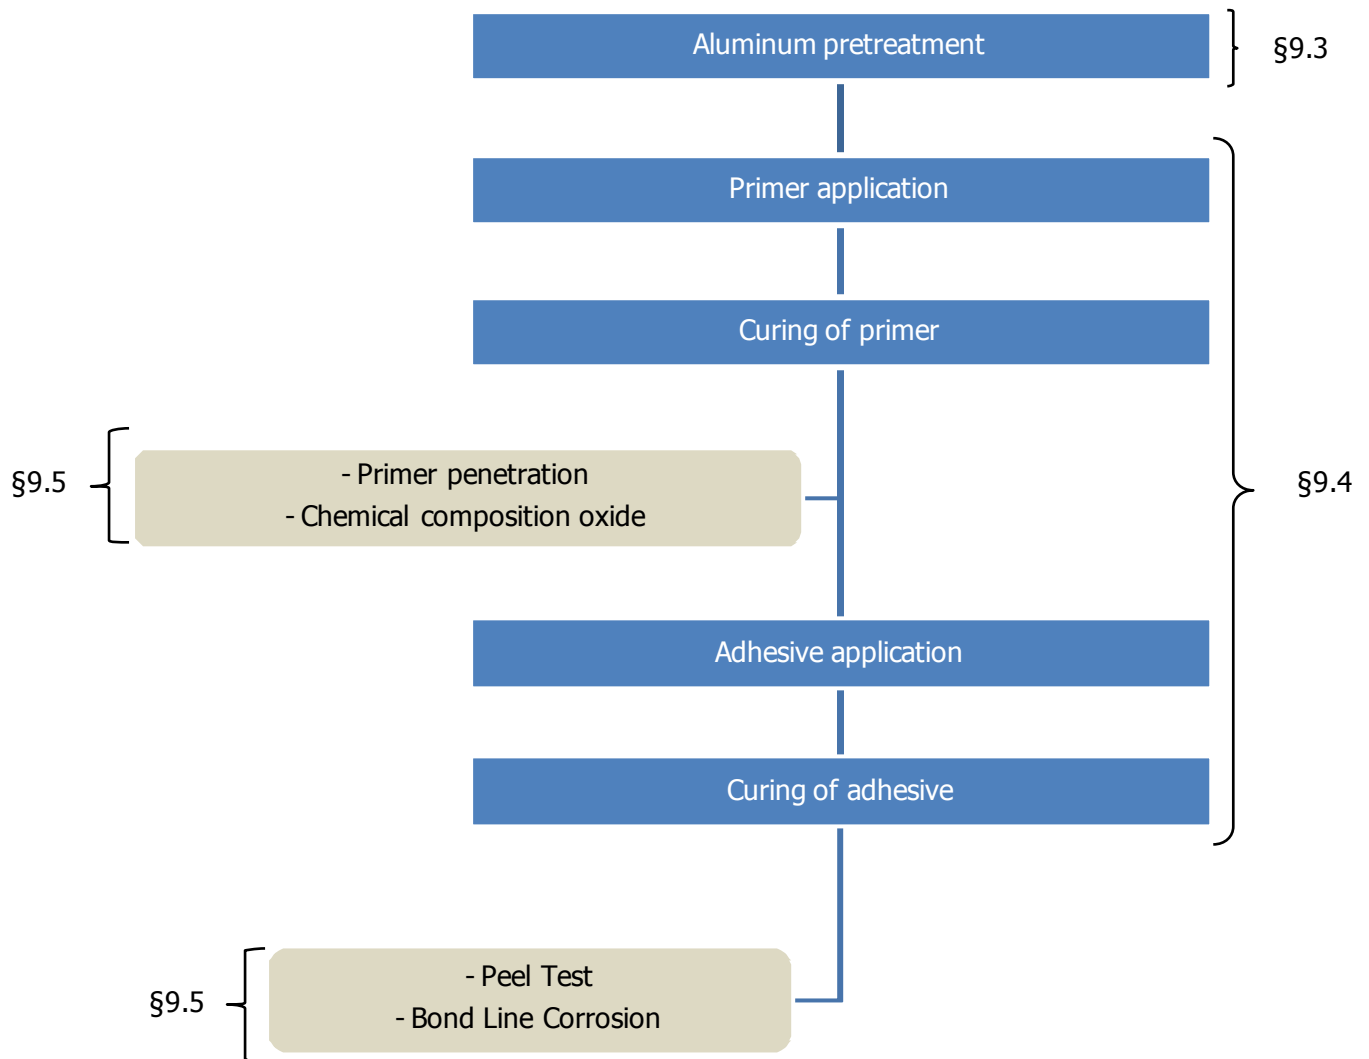 Aluminum pretreatment
§9.3
Primer application
Curing of primer
§9.5
- Primer penetration
- Chemical composition oxide
§9.4
Adhesive application
Curing of adhesive
- Peel Test
§9.5
- Bond Line Corrosion